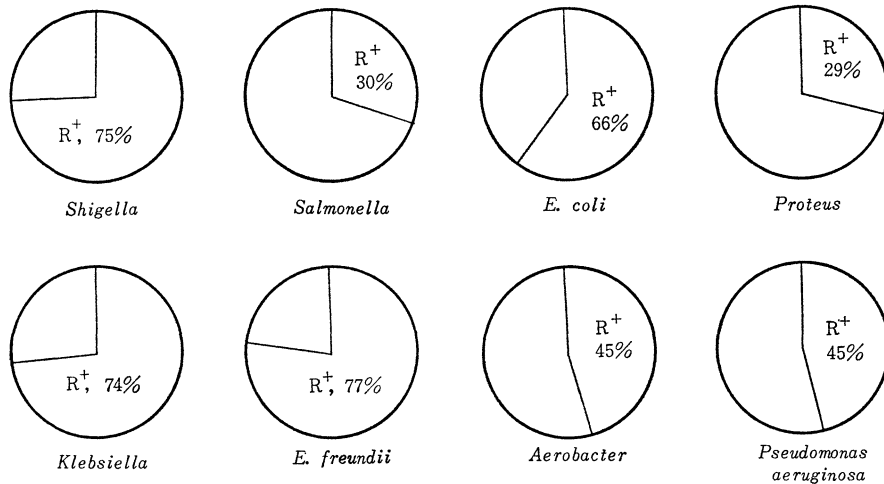 R+, 75%
Shigella
R+
30%
Salmonella
R+
66%
E. coli
R+
29%
Proteus
R+, 74%
Klebsiella
R+, 77%
E. freundii
R+
45%
Aerobacter
R+
45%
Pseudomonas
aeruginosa